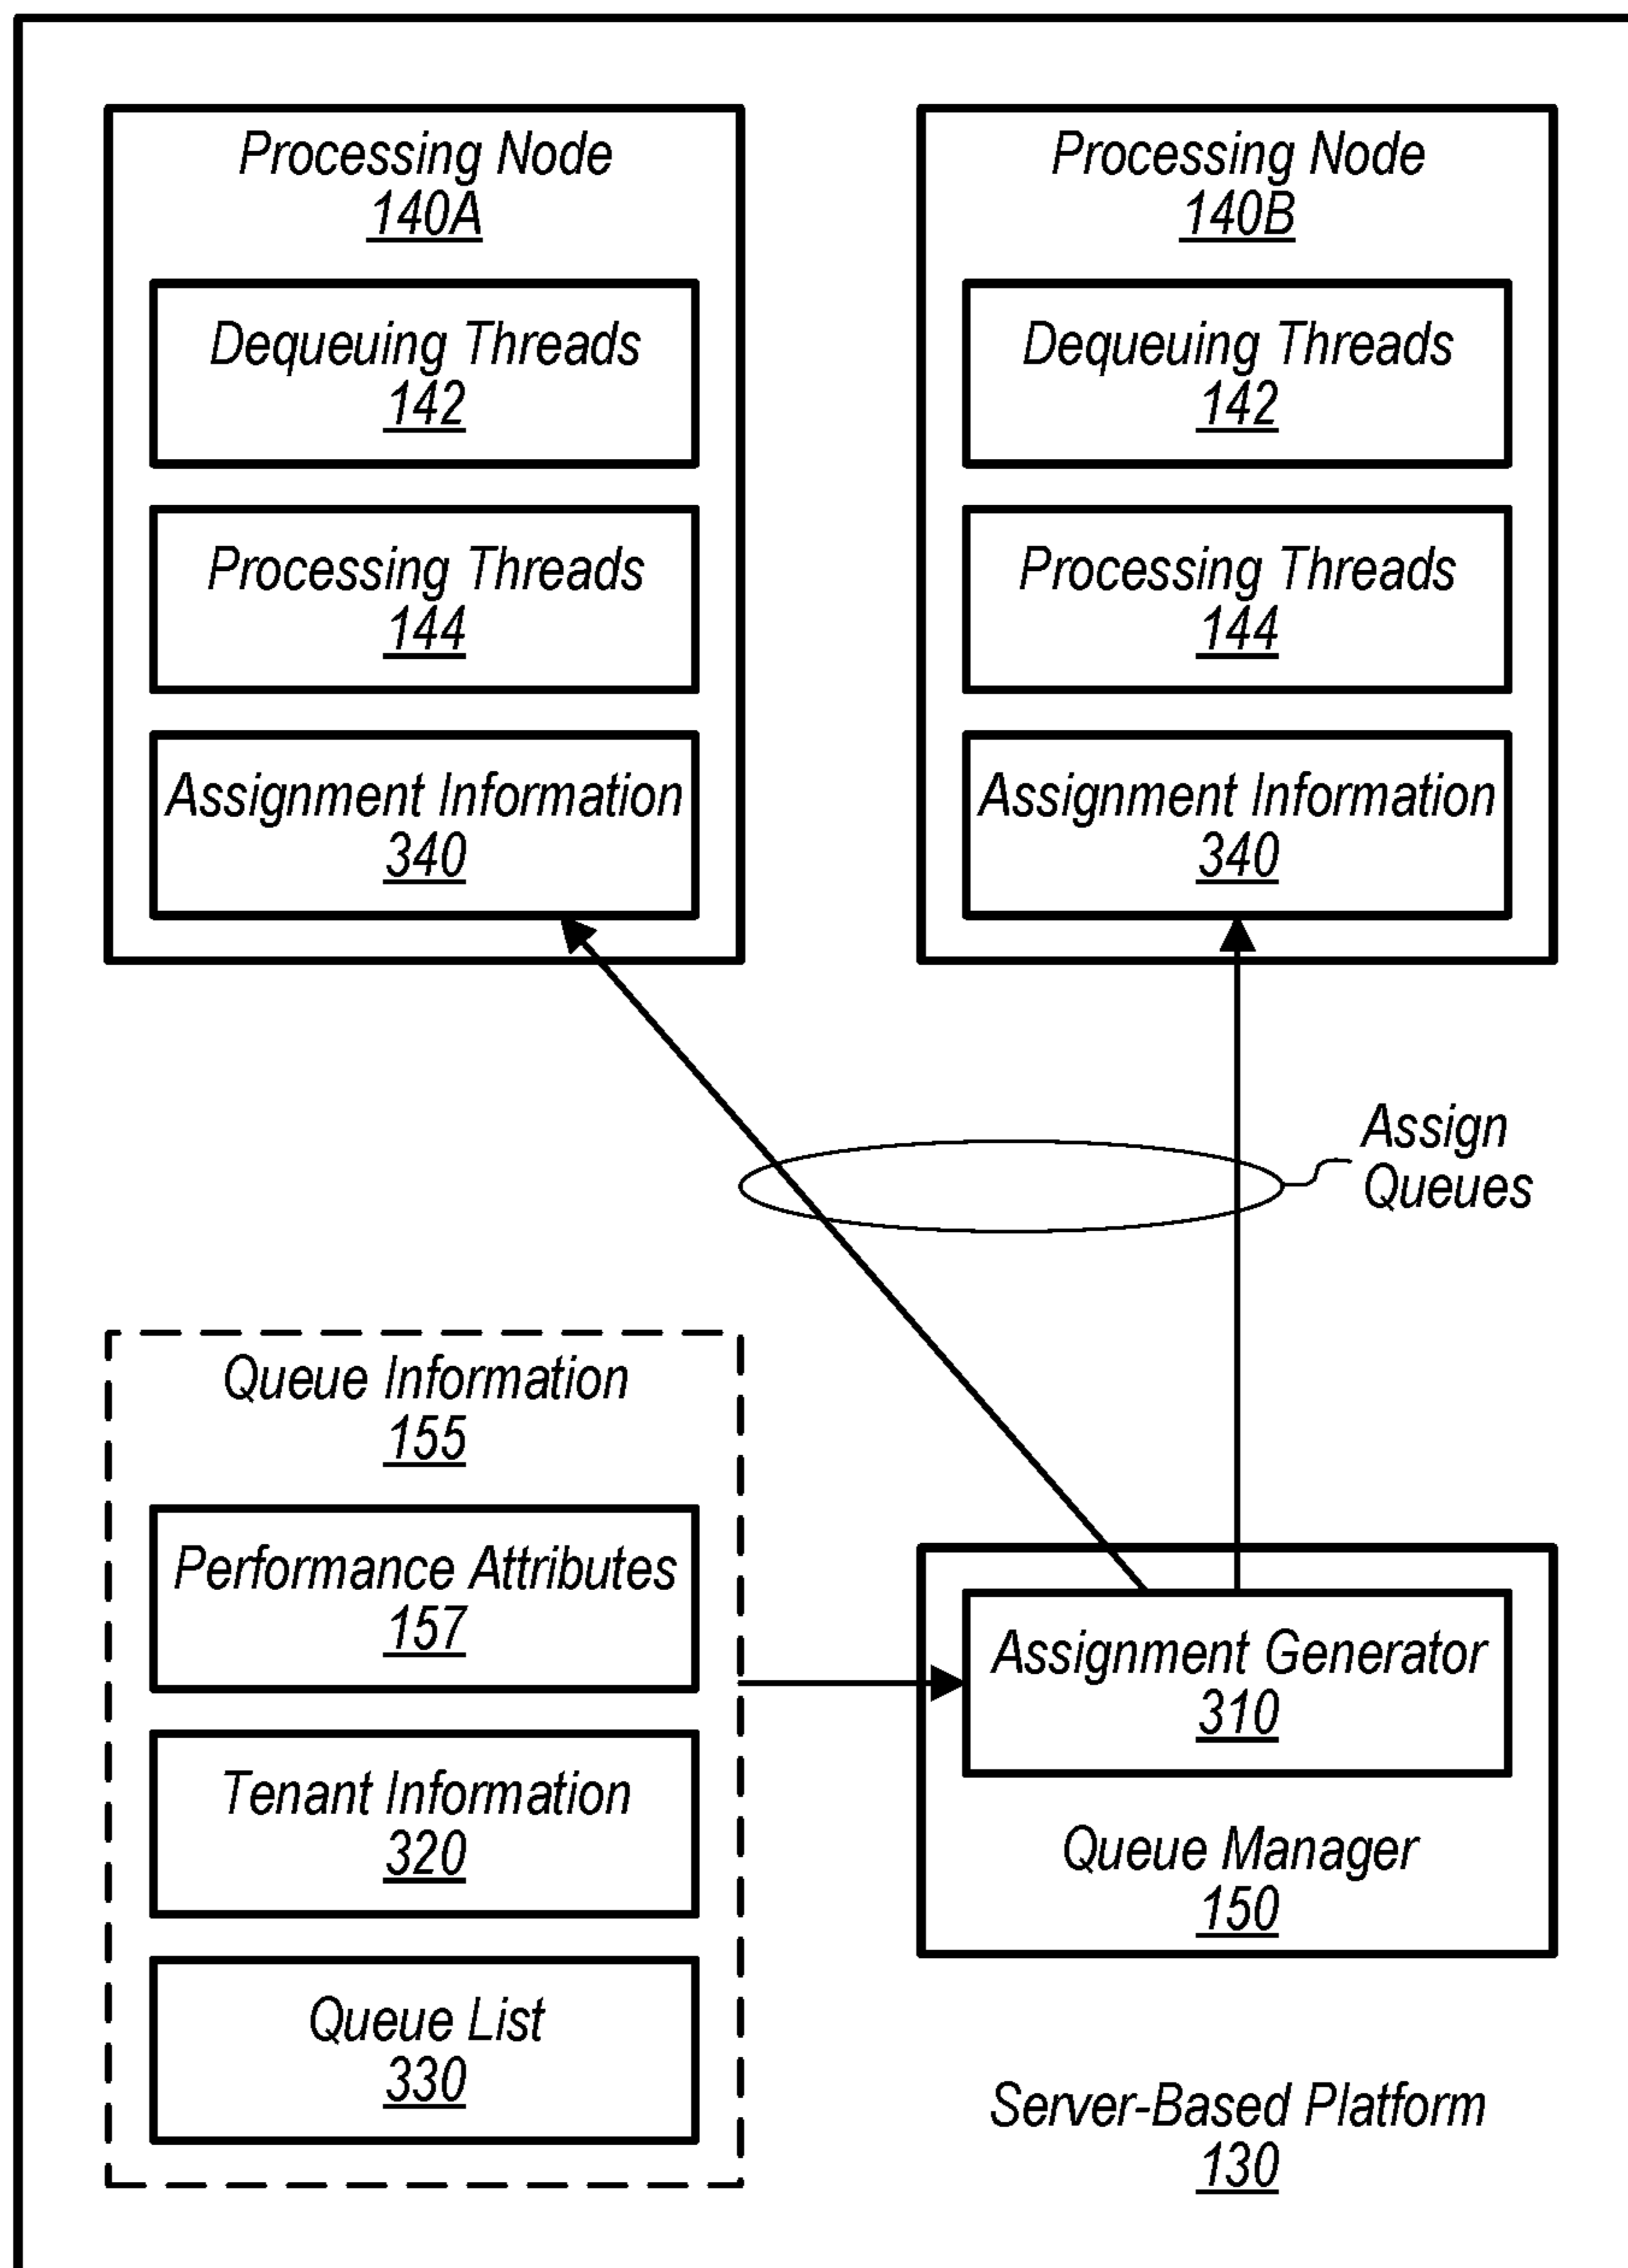 Processing Node
140A
Dequeuing Threads
142
Processing Threads
144
Assignment Information
340
Processing Node
140B
Dequeuing Threads
142
Processing Threads
144
Assignment Information
340
Assign
Queues
Queue Information
155
Performance Attributes
157
Tenant Information
320
Queue List
330
Assignment Generator
310
Queue Manager
150
Server-Based Platform
130